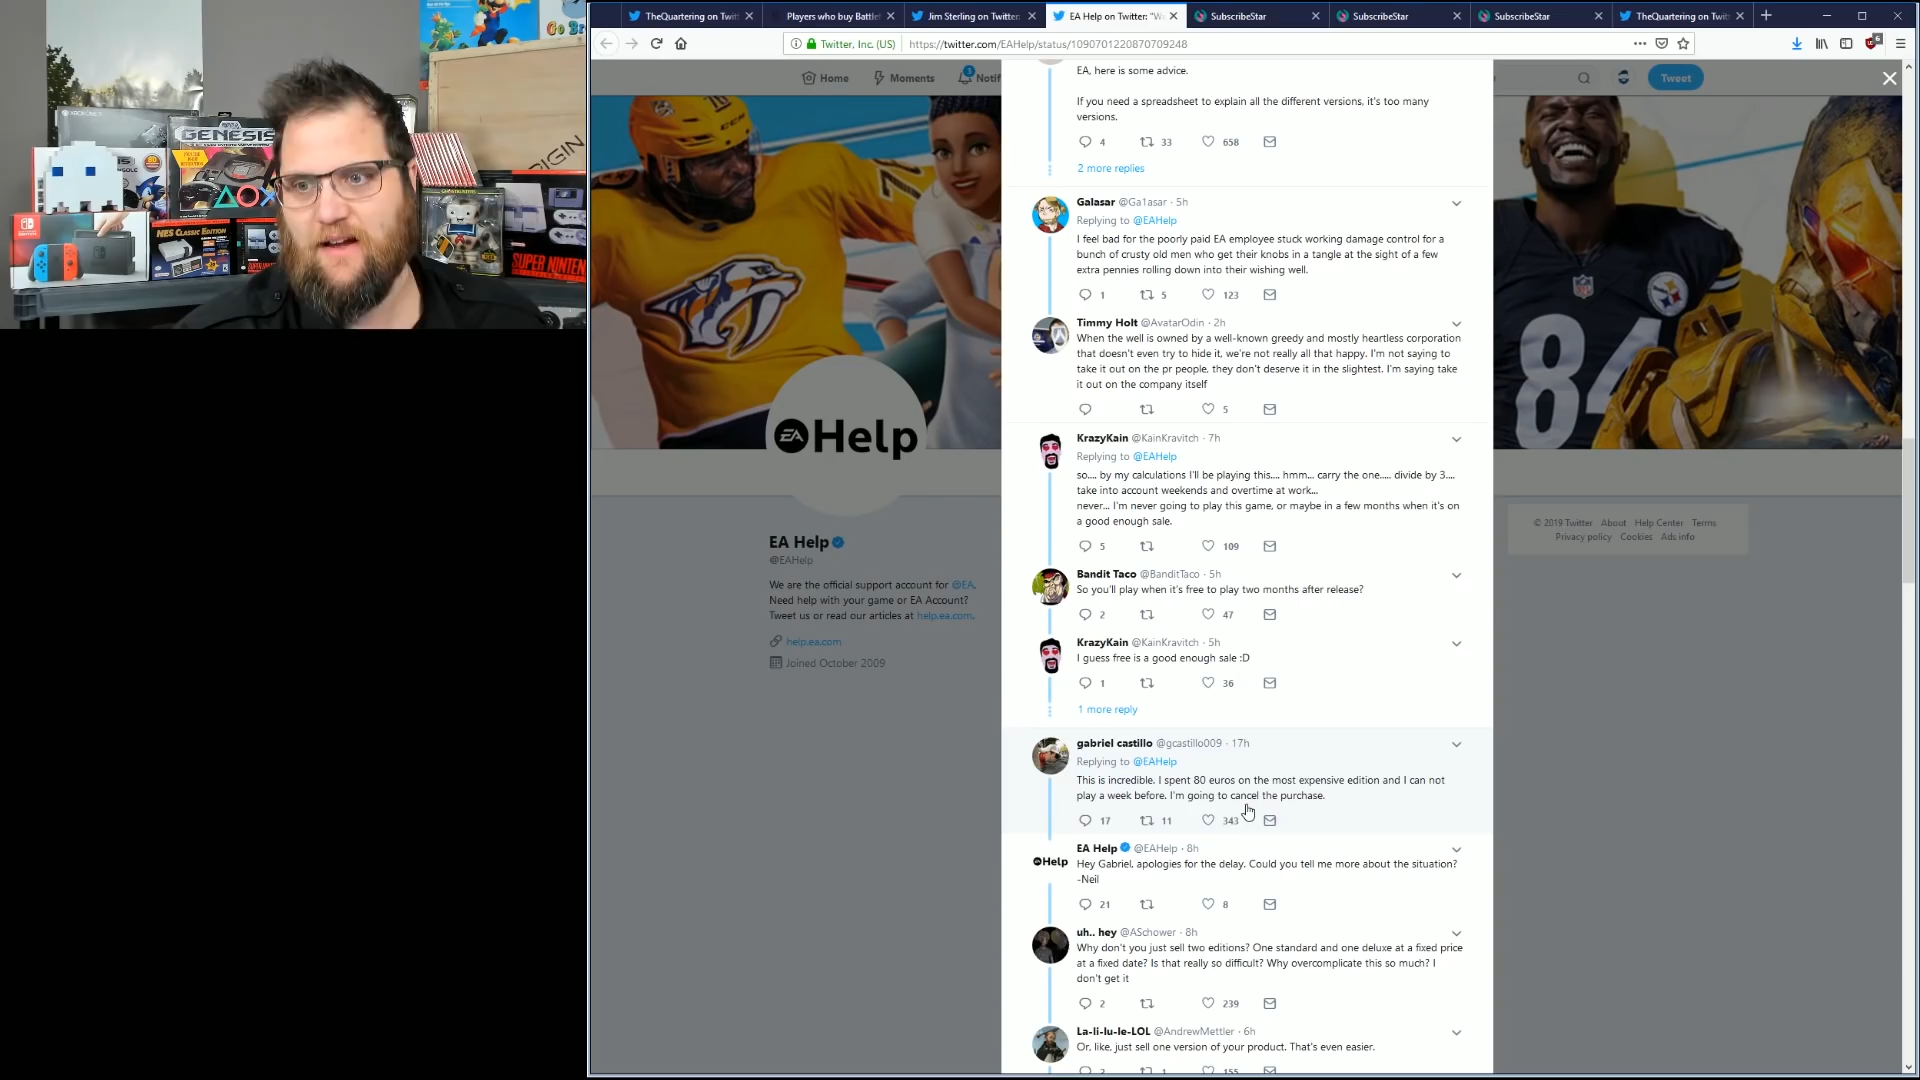 TheQuartering on Twitt
Players who buy Battlef
Jim Sterling on Twitter:
EA Help on Twitter: "Wa
SubscribeStar
SubscribeStar
SubscribeStar
TheQuartering on Twitt
Twitter, Inc. (US)
https://twitter.com/EAHelp/status/1090701220870709248
6
Home
Moments
3
Notif
Tweet
GENESIS
NES CLASSIC EDITION
SUPER NINTEN
EA, here is some advice.
If you need a spreadsheet to explain all the different versions, it's too many
versions.
4 33 658
2 more replies
Galasar @Ga1asar · 5h
Replying to @EAHelp
I feel bad for the poorly paid EA employee stuck working damage control for a
bunch of crusty old men who get their knobs in a tangle at the sight of a few
extra pennies rolling down into their wishing well.
1 5 123
Timmy Holt @AvatarOdin · 2h
When the well is owned by a well-known greedy and mostly heartless corporation
that doesn't even try to hide it, we're not really all that happy. I'm not saying to
take it out on the pr people, they don't deserve it in the slightest. I'm saying take
it out on the company itself
5
KrazyKain @KainKravitch · 7h
Replying to @EAHelp
so.... by my calculations I'll be playing this.... hmm... carry the one..... divide by 3....
take into account weekends and overtime at work...
never... I'm never going to play this game, or maybe in a few months when it's on
a good enough sale.
5 109
Bandit Taco @BanditTaco · 5h
So you'll play when it's free to play two months after release?
2 47
KrazyKain @KainKravitch · 5h
I guess free is a good enough sale :D
1 36
1 more reply
gabriel castillo @gcastillo009 · 17h
Replying to @EAHelp
This is incredible. I spent 80 euros on the most expensive edition and I can not
play a week before. I'm going to cancel the purchase.
17 11 343
EA Help @EAHelp · 8h
Hey Gabriel, apologies for the delay. Could you tell me more about the situation?
-Neil
21 8
uh.. hey @ASchower · 8h
Why don't you just sell two editions? One standard and one deluxe at a fixed price
at a fixed date? Is that really so difficult? Why overcomplicate this so much? I
don't get it
2 239
La-li-lu-le-LOL @AndrewMettler · 6h
Or, like, just sell one version of your product. That's even easier.
2 1 155
EA Help
EA Help
@EAHelp
We are the official support account for @EA.
Need help with your game or EA Account?
Tweet us or read our articles at help.ea.com.
help.ea.com
Joined October 2009
84
© 2019 Twitter About Help Center Terms
Privacy policy Cookies Ads info